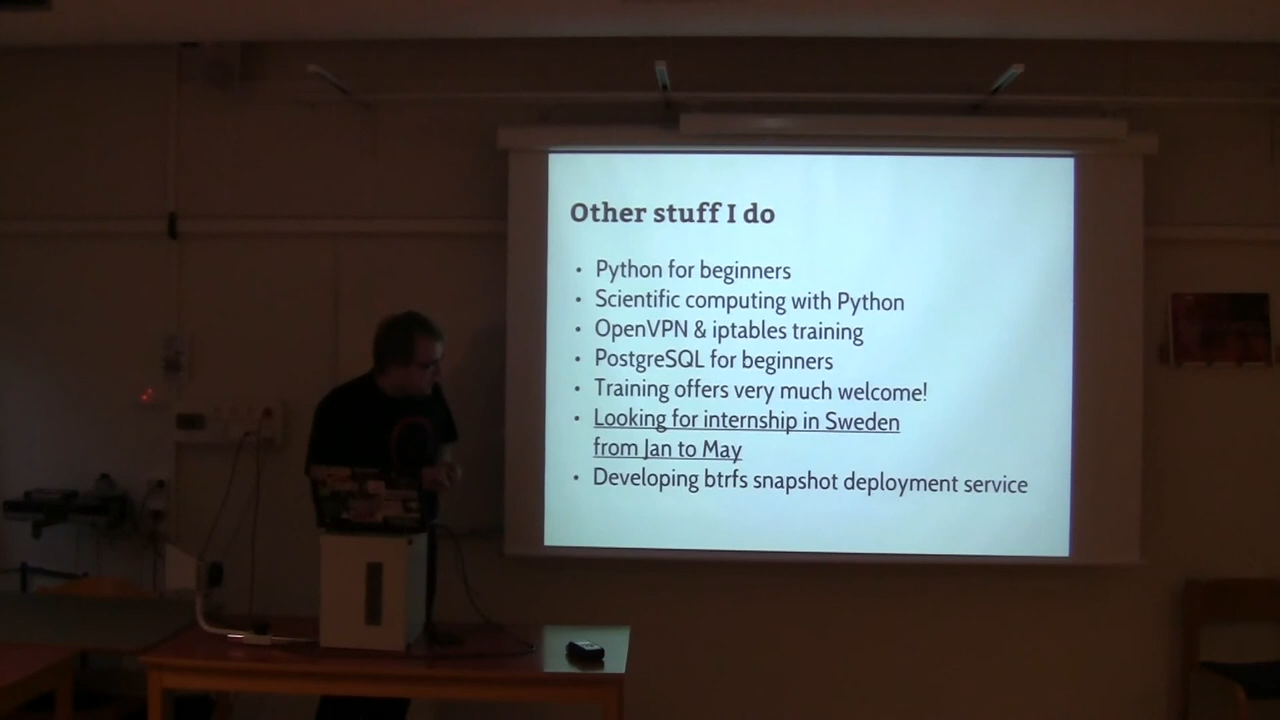 Other stuff I do
• Python for beginners
• Scientific computing with Python
• OpenVPN & iptables training
• PostgreSQL for beginners
• Training offers very much welcome!
• Looking for internship in Sweden
from Jan to May
• Developing btrfs snapshot deployment service